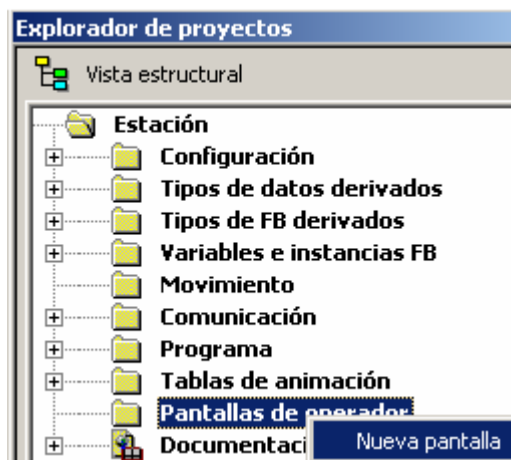 Explorador de proyectos
Vista estructural
Estación
Configuración
Tipos de datos derivados
Tipos de FB derivados
Variables e instancias FB
Movimiento
Comunicación
Programa
Tablas de animación
Pantallas de operador
Nueva pantalla
Documentaci